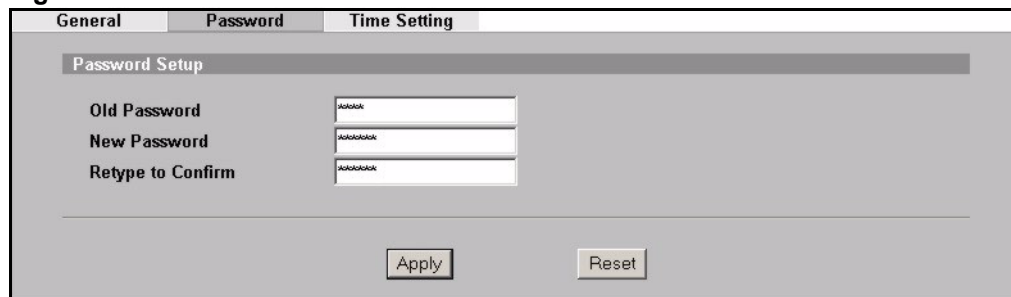 General Password Time Setting
Password Setup
Old Password ****
New Password ******
Retype to Confirm ******
Apply Reset